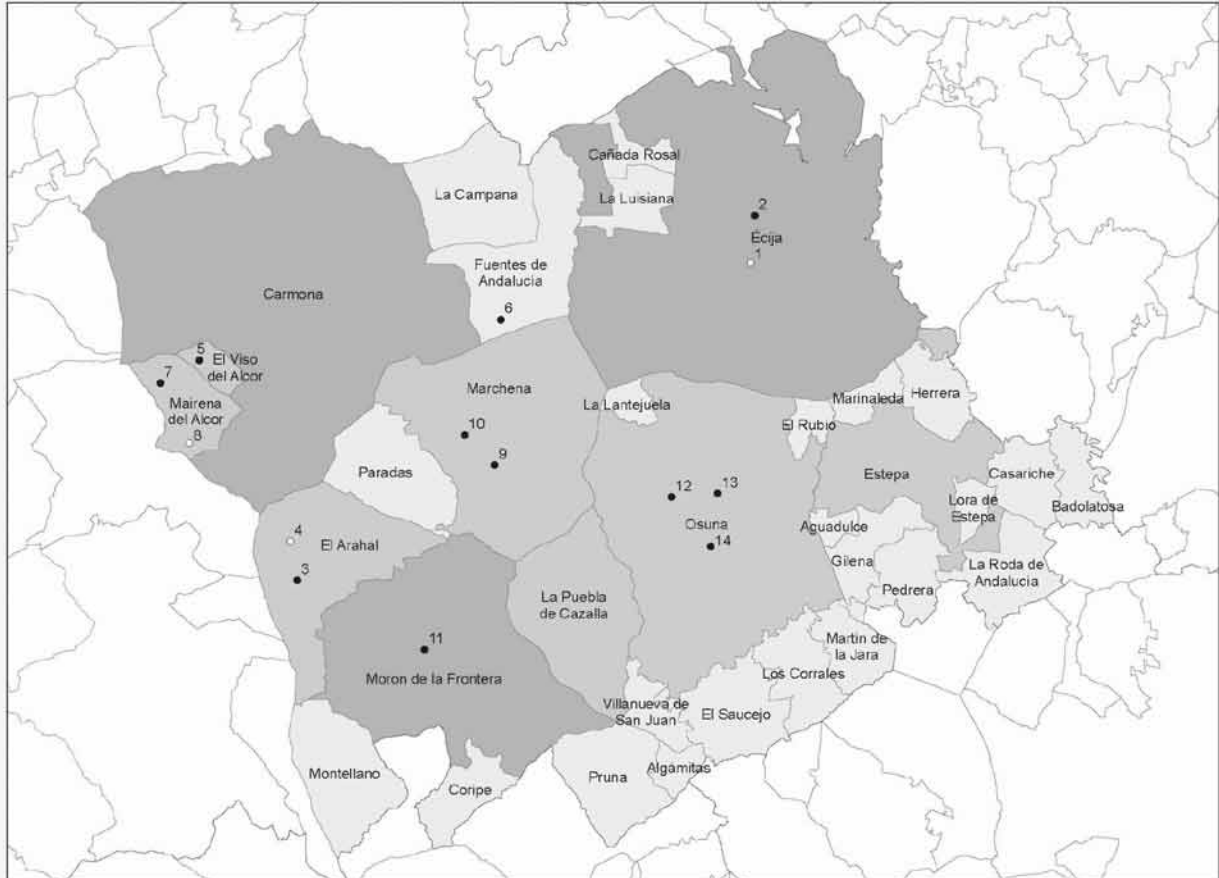 Cañada Rosal
La Campana
La Luisiana
2
Écija
1
Fuentes de
Andalucía
6
Carmona
5
El Viso
del Alcor
7
Mairena
del Alcor
8
Marchena
10
9
La Lantejuela
Marinaleda
Herrera
El Rubio
Paradas
Estepa
Casariche
Lora de
Estepa
Badolatosa
12
13
Osuna
14
Aguadulce
Gilena
Pedrera
La Roda de
Andalucia
4
El Arahal
3
La Puebla
de Cazalla
11
Moron de la Frontera
Martin de
la Jara
Los Corrales
Villanueva de
San Juan
El Saucejo
Montellano
Coripe
Pruna
Algamitas